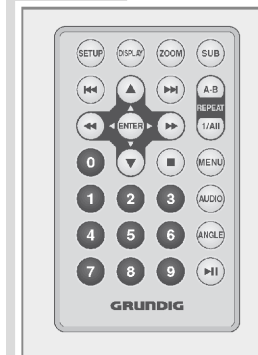 SETUP DISPLAY ZOOM SUB
A-B
REPEAT
ENTER 1/All
0 MENU
1 2 3 AUDIO
4 5 6 ANGLE
7 8 9
GRUNDIG